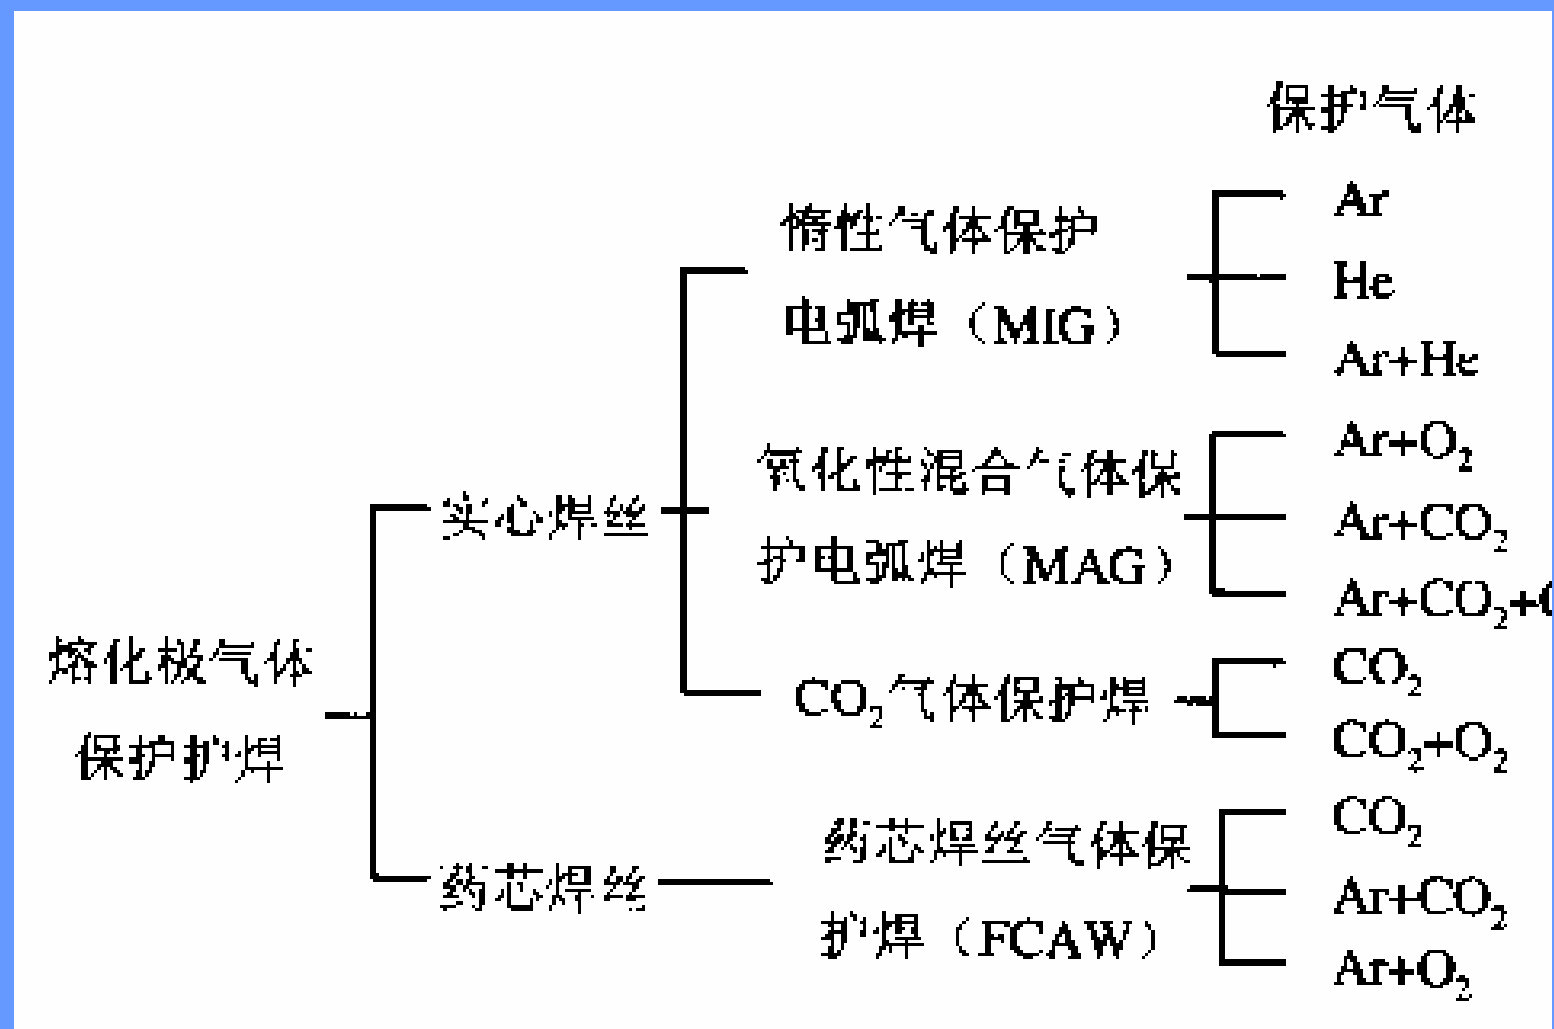 保护气体
熔化极气体
保护护焊
实心焊丝
惰性气体保护
电弧焊（MIG）
Ar
He
Ar+He
氧化性混合气体保
护电弧焊（MAG）
Ar+O₂
Ar+CO₂
Ar+CO₂+
CO₂气体保护焊
CO₂
CO₂+O₂
药芯焊丝
药芯焊丝气体保
护焊（FCAW）
CO₂
Ar+CO₂
Ar+O₂